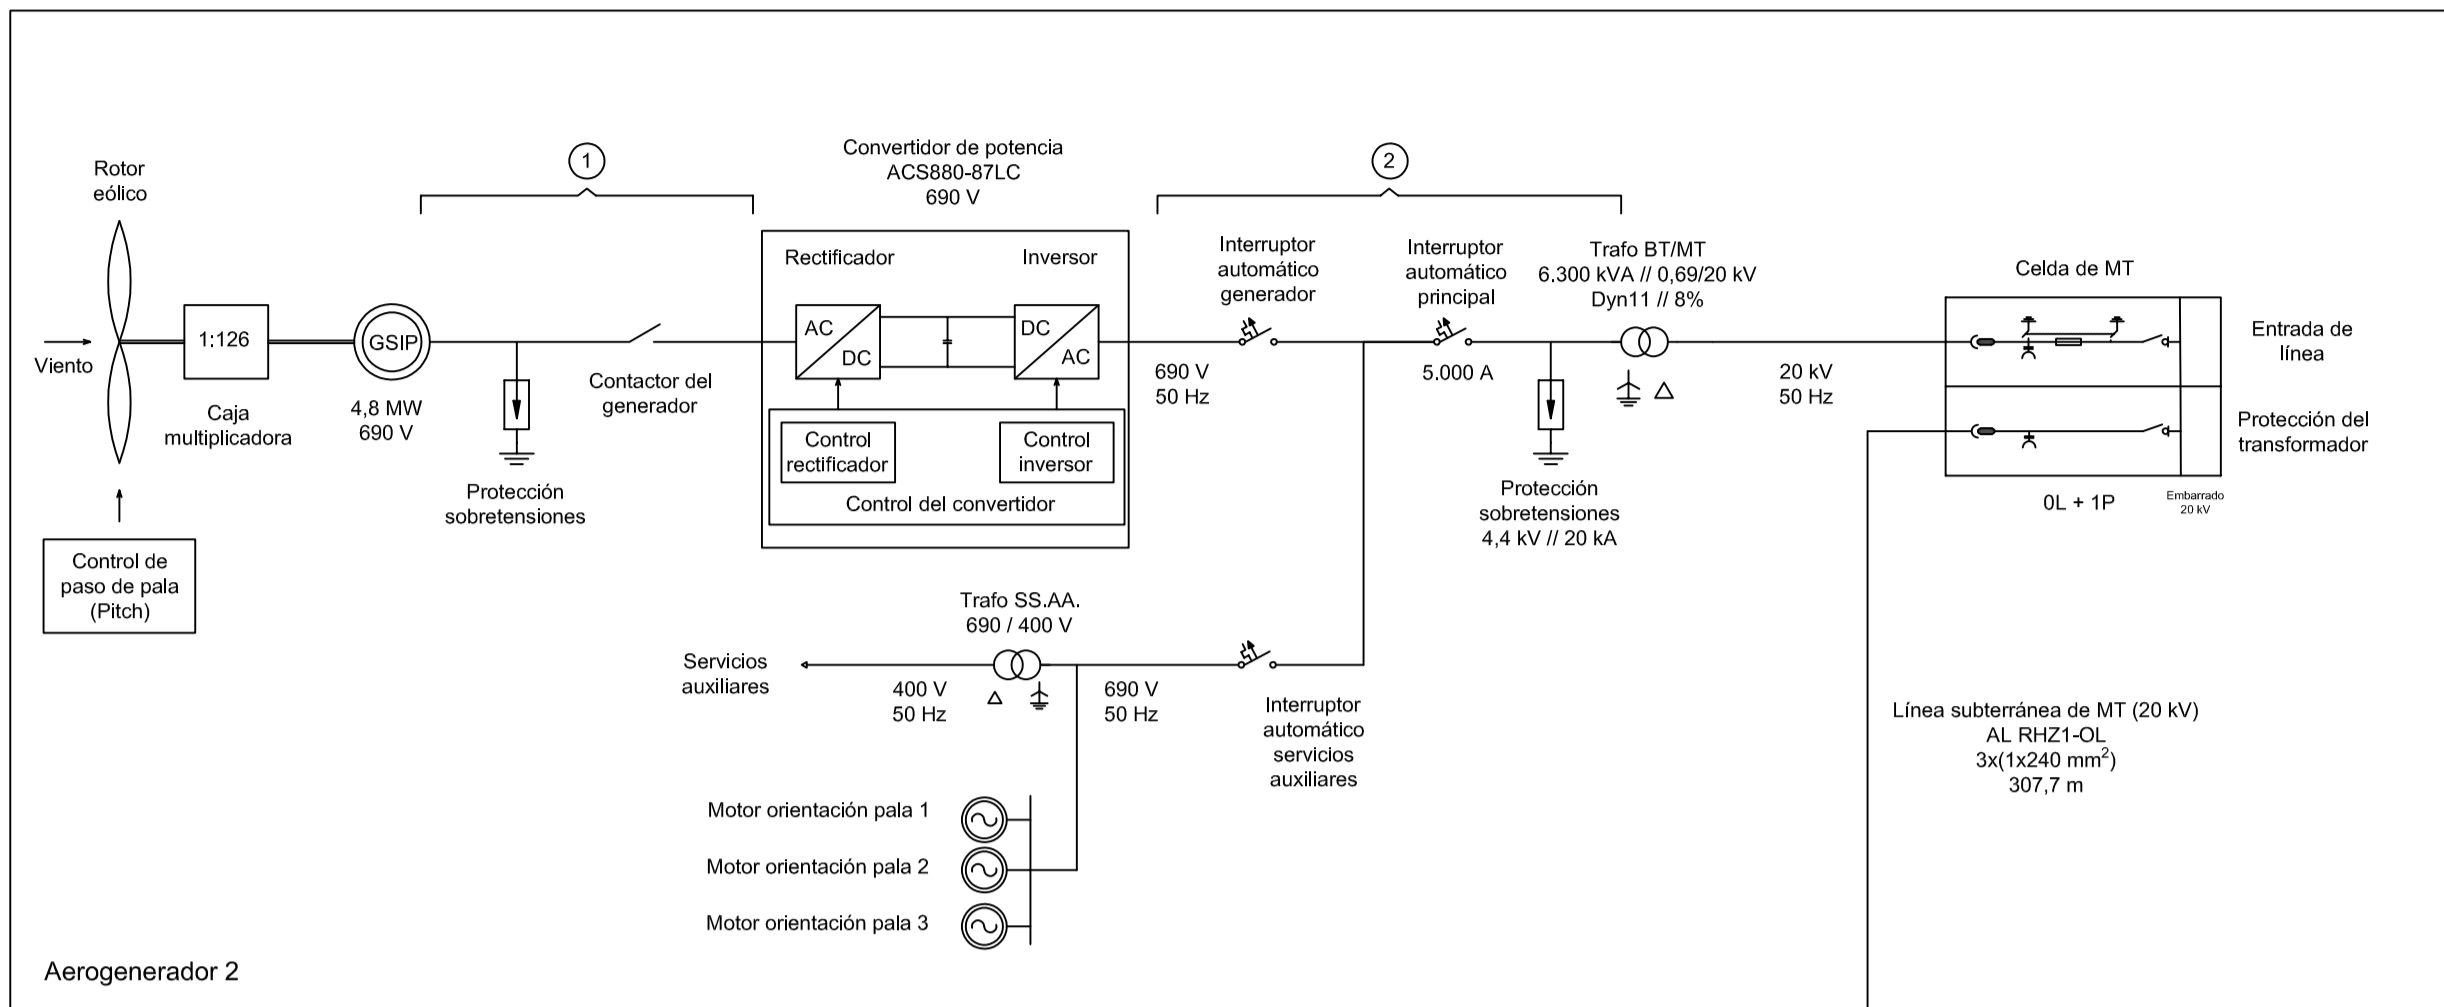 Rotor
eólico
Viento
1:126
Caja
multiplicadora
Control de
paso de pala
(Pitch)
GSIP
4,8 MW
690 V
1
Protección
sobretensiones
Contactor del
generador
Convertidor de potencia
ACS880-87LC
690 V
Rectificador
Inversor
AC
DC
DC
AC
Control
rectificador
Control
inversor
Control del convertidor
2
690 V
50 Hz
Interruptor
automático
generador
Interruptor
automático
principal
5.000 A
Trafo BT/MT
6.300 kVA // 0,69/20 kV
Dyn11 // 8%
Protección
sobretensiones
4,4 kV // 20 kA
20 kV
50 Hz
Celda de MT
Entrada de
línea
Protección del
transformador
0L + 1P
Embarrado
20 kV
Trafo SS.AA.
690 / 400 V
Servicios
auxiliares
400 V
50 Hz
690 V
50 Hz
Interruptor
automático
servicios
auxiliares
Línea subterránea de MT (20 kV)
AL RHZ1-OL
3x(1x240 mm²)
307,7 m
Motor orientación pala 1
Motor orientación pala 2
Motor orientación pala 3
Aerogenerador 2